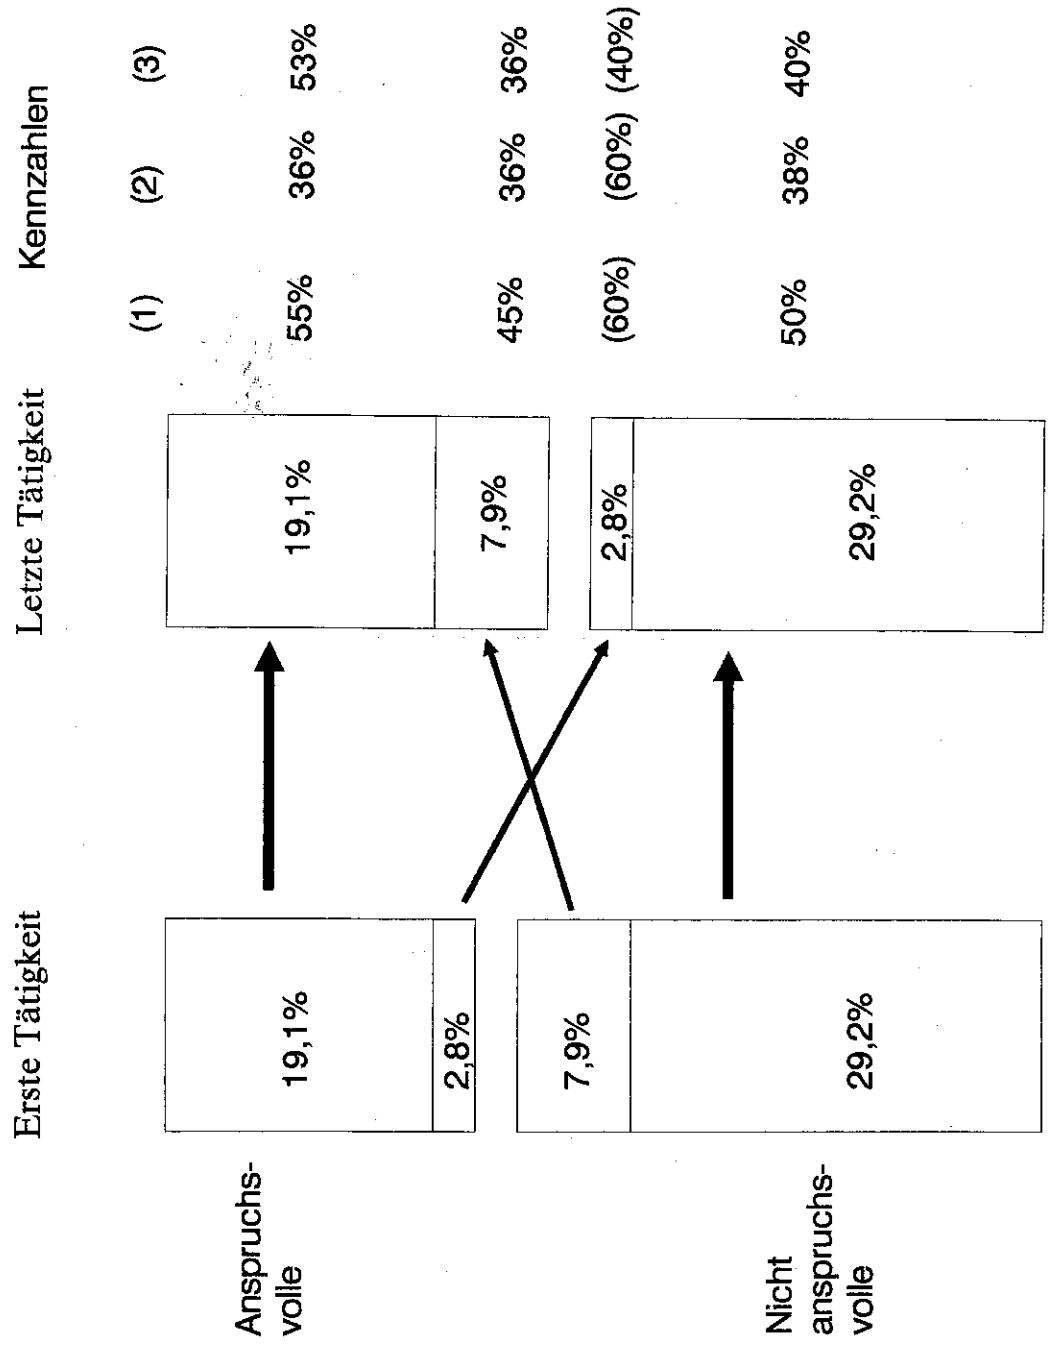 Erste Tätigkeit Letzte Tätigkeit Kennzahlen
(1) (2) (3)
Anspruchs-
volle
19,1% 19,1% 55% 36% 53%
2,8% 7,9% 45% 36% 36%
7,9% 2,8% (60%) (60%) (40%)
Nicht
anspruchs-
volle
29,2% 29,2% 50% 38% 40%